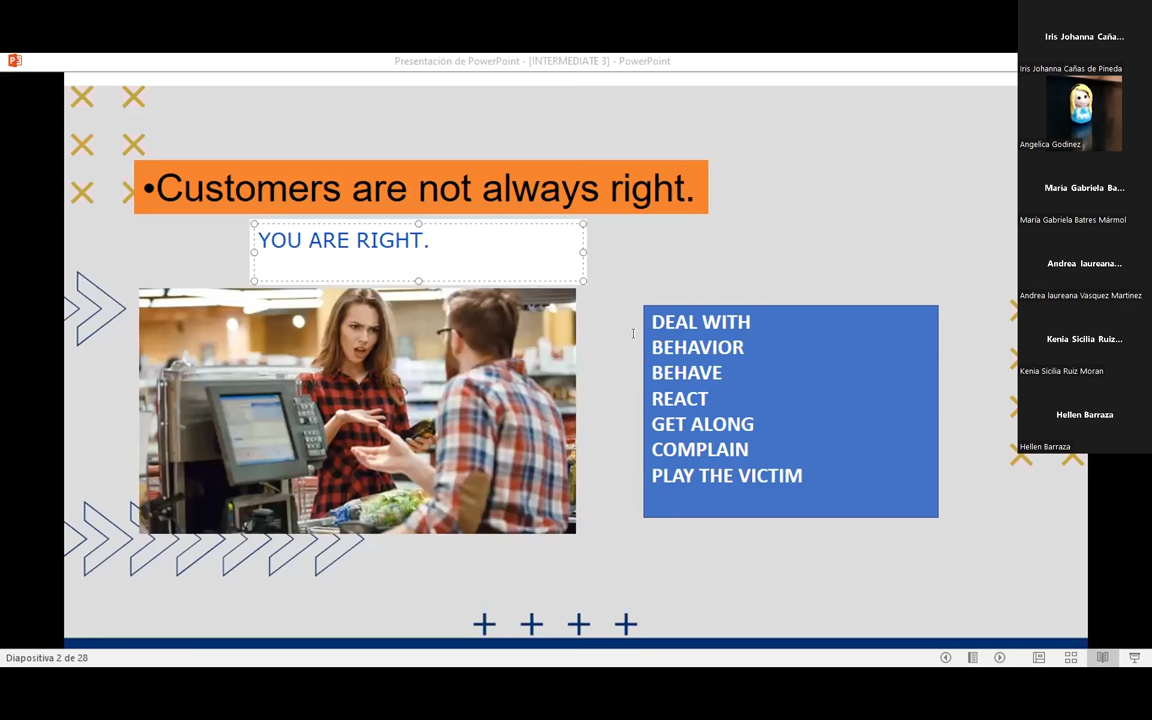 Presentación de PowerPoint - [INTERMEDIATE 3] - PowerPoint
•Customers are not always right.
YOU ARE RIGHT.
DEAL WITH
BEHAVIOR
BEHAVE
REACT
GET ALONG
COMPLAIN
PLAY THE VICTIM
Iris Johanna Caña...
Iris Johanna Cañas de Pineda
Angelica Godinez
Maria Gabriela Ba...
María Gabriela Batres Mármol
Andrea laureana...
Andrea laureana Vasquez Martinez
Kenia Sicilia Ruiz...
Kenia Sicilia Ruiz Moran
Hellen Barraza
Hellen Barraza
Diapositiva 2 de 28